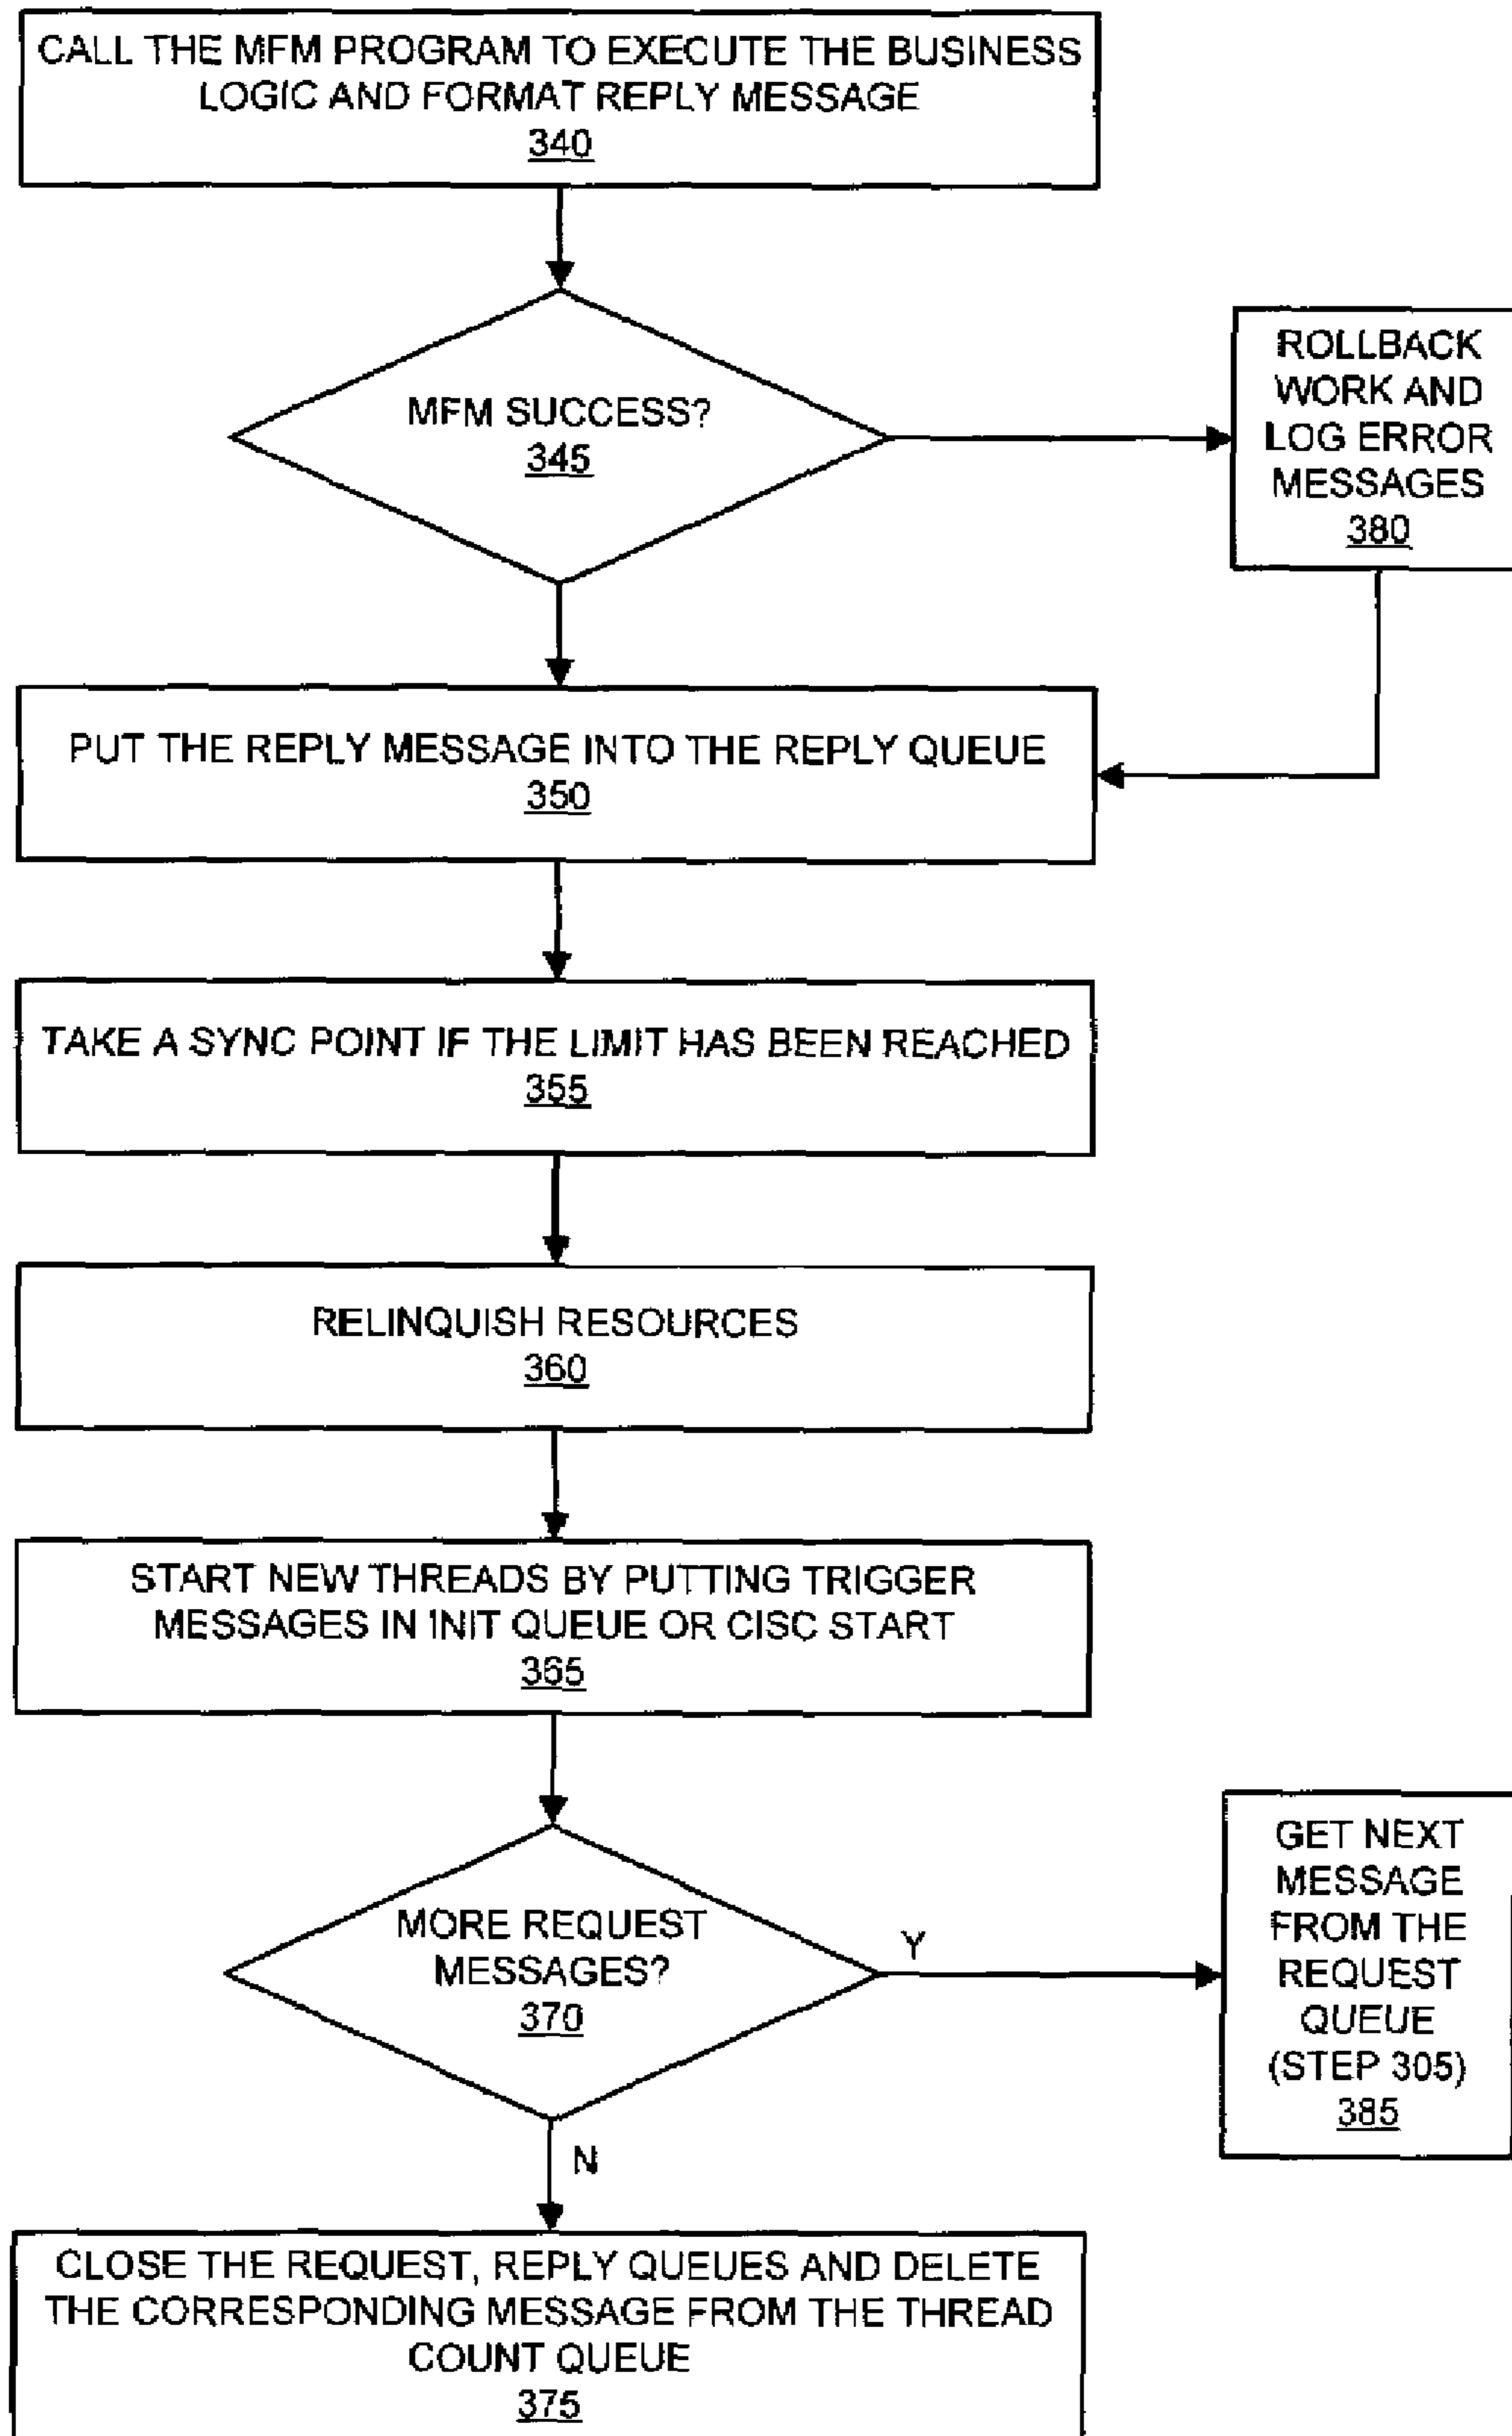 CALL THE MFM PROGRAM TO EXECUTE THE BUSINESS
LOGIC AND FORMAT REPLY MESSAGE
340
MFM SUCCESS?
345
ROLLBACK
WORK AND
LOG ERROR
MESSAGES
380
PUT THE REPLY MESSAGE INTO THE REPLY QUEUE
350
TAKE A SYNC POINT IF THE LIMIT HAS BEEN REACHED
355
RELINQUISH RESOURCES
360
START NEW THREADS BY PUTTING TRIGGER
MESSAGES IN INIT QUEUE OR CISC START
365
MORE REQUEST
MESSAGES?
370
Y
GET NEXT
MESSAGE
FROM THE
REQUEST
QUEUE
(STEP 305)
385
N
CLOSE THE REQUEST, REPLY QUEUES AND DELETE
THE CORRESPONDING MESSAGE FROM THE THREAD
COUNT QUEUE
375